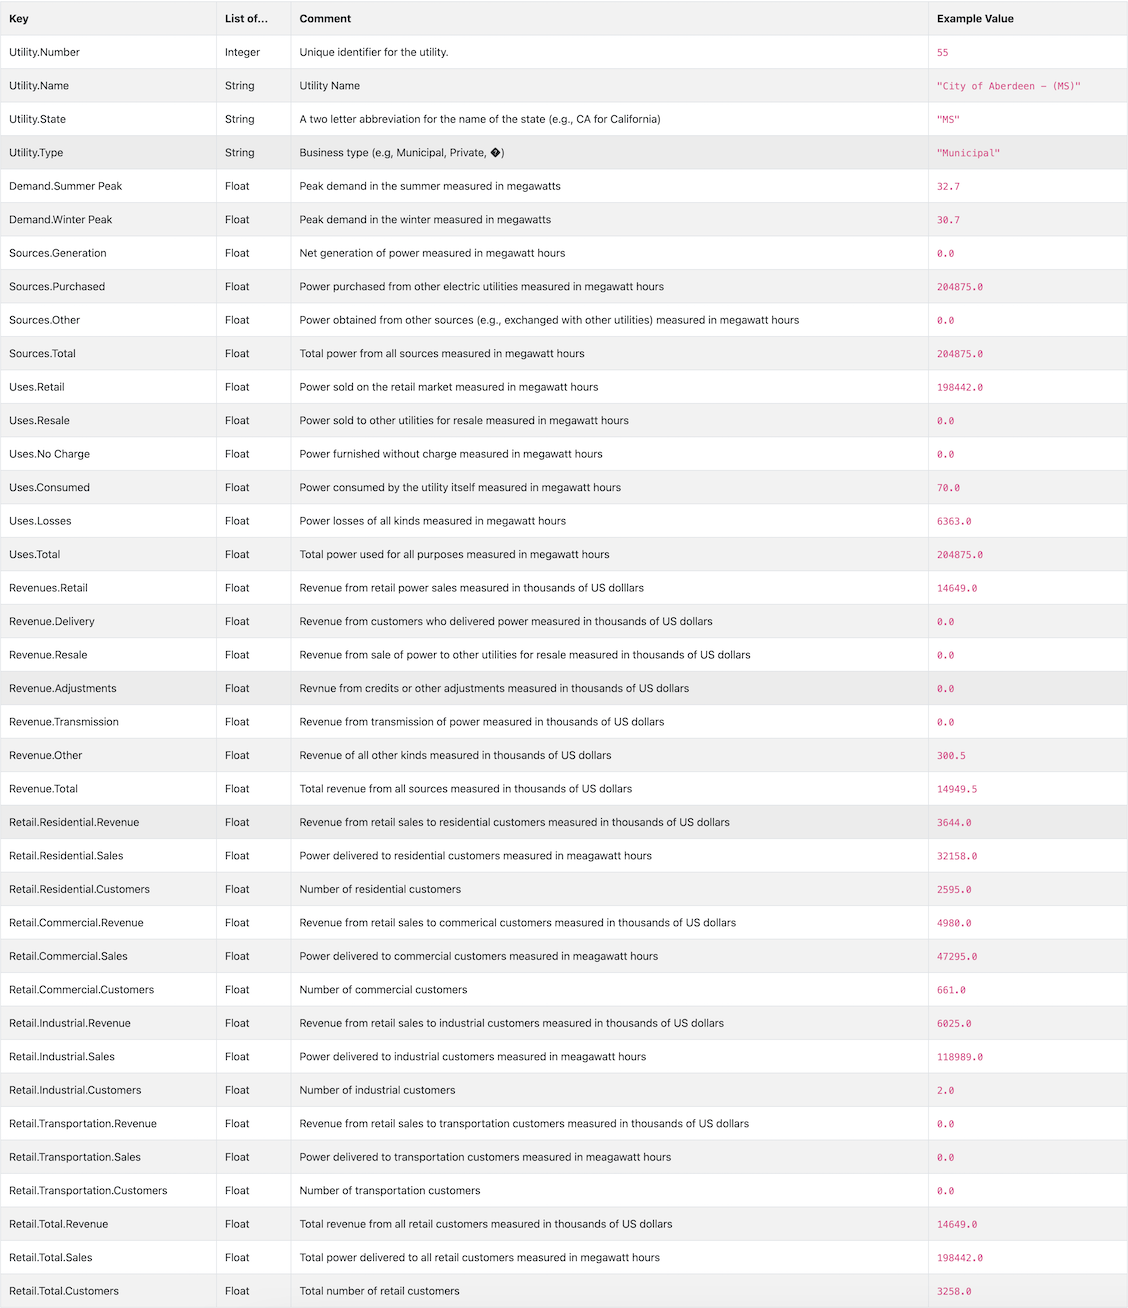 Key List of... Comment Example Value
Utility.Number Integer Unique identifier for the utility. 55
Utility.Name String Utility Name "City of Aberdeen - (MS)"
Utility.State String A two letter abbreviation for the name of the state (e.g., CA for California) "MS"
Utility.Type String Business type (e.g, Municipal, Private, �) "Municipal"
Demand.Summer Peak Float Peak demand in the summer measured in megawatts 32.7
Demand.Winter Peak Float Peak demand in the winter measured in megawatts 30.7
Sources.Generation Float Net generation of power measured in megawatt hours 0.0
Sources.Purchased Float Power purchased from other electric utilities measured in megawatt hours 204875.0
Sources.Other Float Power obtained from other sources (e.g., exchanged with other utilities) measured in megawatt hours 0.0
Sources.Total Float Total power from all sources measured in megawatt hours 204875.0
Uses.Retail Float Power sold on the retail market measured in megawatt hours 198442.0
Uses.Resale Float Power sold to other utilities for resale measured in megawatt hours 0.0
Uses.No Charge Float Power furnished without charge measured in megawatt hours 0.0
Uses.Consumed Float Power consumed by the utility itself measured in megawatt hours 70.0
Uses.Losses Float Power losses of all kinds measured in megawatt hours 6363.0
Uses.Total Float Total power used for all purposes measured in megawatt hours 204875.0
Revenues.Retail Float Revenue from retail power sales measured in thousands of US dolllars 14649.0
Revenue.Delivery Float Revenue from customers who delivered power measured in thousands of US dollars 0.0
Revenue.Resale Float Revenue from sale of power to other utilities for resale measured in thousands of US dollars 0.0
Revenue.Adjustments Float Revnue from credits or other adjustments measured in thousands of US dollars 0.0
Revenue.Transmission Float Revenue from transmission of power measured in thousands of US dollars 0.0
Revenue.Other Float Revenue of all other kinds measured in thousands of US dollars 300.5
Revenue.Total Float Total revenue from all sources measured in thousands of US dollars 14949.5
Retail.Residential.Revenue Float Revenue from retail sales to residential customers measured in thousands of US dollars 3644.0
Retail.Residential.Sales Float Power delivered to residential customers measured in meagawatt hours 32158.0
Retail.Residential.Customers Float Number of residential customers 2595.0
Retail.Commercial.Revenue Float Revenue from retail sales to commerical customers measured in thousands of US dollars 4980.0
Retail.Commercial.Sales Float Power delivered to commercial customers measured in meagawatt hours 47295.0
Retail.Commercial.Customers Float Number of commercial customers 661.0
Retail.Industrial.Revenue Float Revenue from retail sales to industrial customers measured in thousands of US dollars 6025.0
Retail.Industrial.Sales Float Power delivered to industrial customers measured in meagawatt hours 118989.0
Retail.Industrial.Customers Float Number of industrial customers 2.0
Retail.Transportation.Revenue Float Revenue from retail sales to transportation customers measured in thousands of US dollars 0.0
Retail.Transportation.Sales Float Power delivered to transportation customers measured in meagawatt hours 0.0
Retail.Transportation.Customers Float Number of transportation customers 0.0
Retail.Total.Revenue Float Total revenue from all retail customers measured in thousands of US dollars 14649.0
Retail.Total.Sales Float Total power delivered to all retail customers measured in megawatt hours 198442.0
Retail.Total.Customers Float Total number of retail customers 3258.0